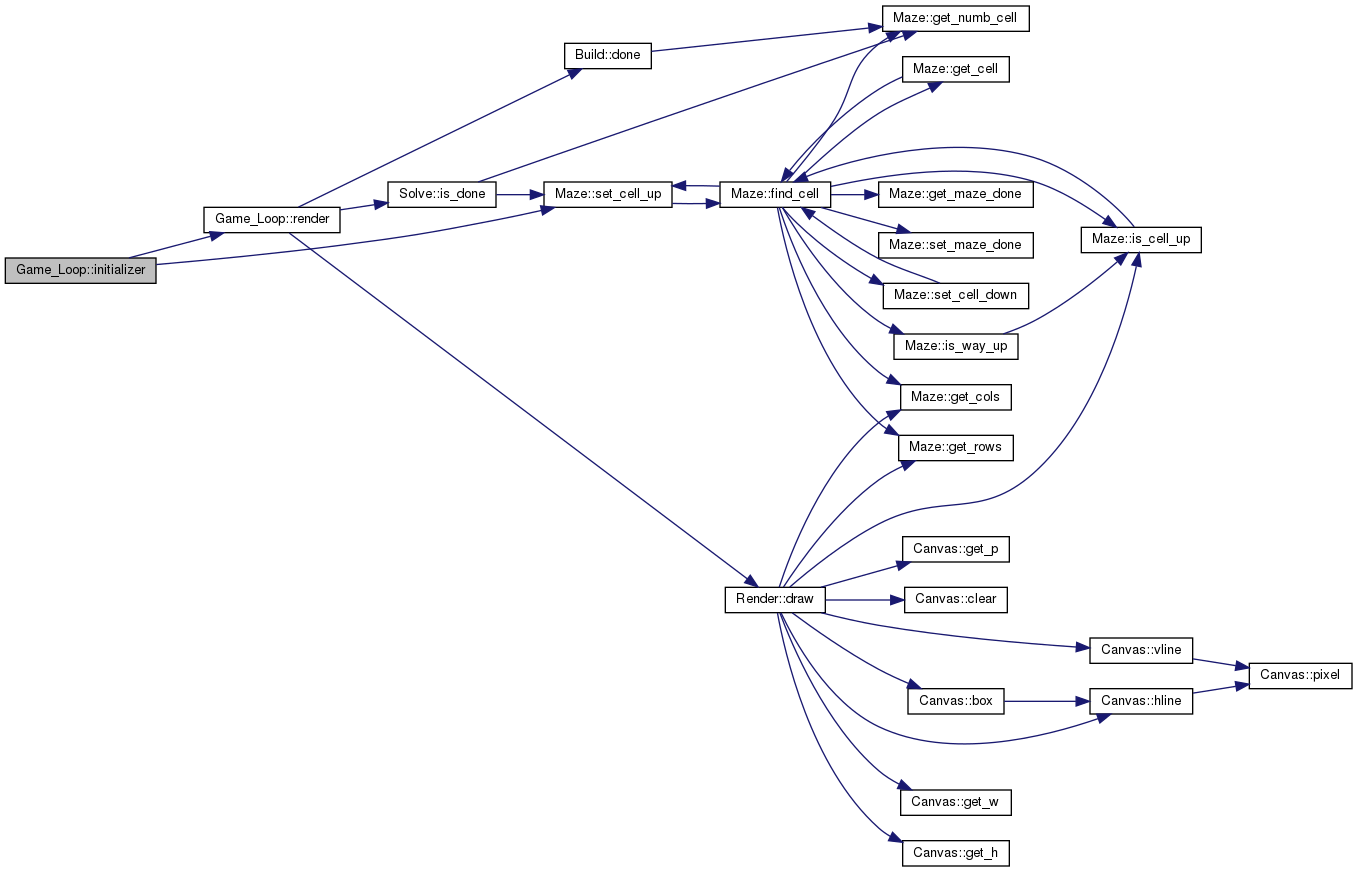 Maze::get_numb_cell
Build::done
Maze::get_cell
Solve::is_done
Maze::set_cell_up
Maze::find_cell
Maze::get_maze_done
Game_Loop::render
Maze::set_maze_done
Maze::is_cell_up
Game_Loop::initializer
Maze::set_cell_down
Maze::is_way_up
Maze::get_cols
Maze::get_rows
Canvas::get_p
Render::draw
Canvas::clear
Canvas::vline
Canvas::pixel
Canvas::box
Canvas::hline
Canvas::get_w
Canvas::get_h